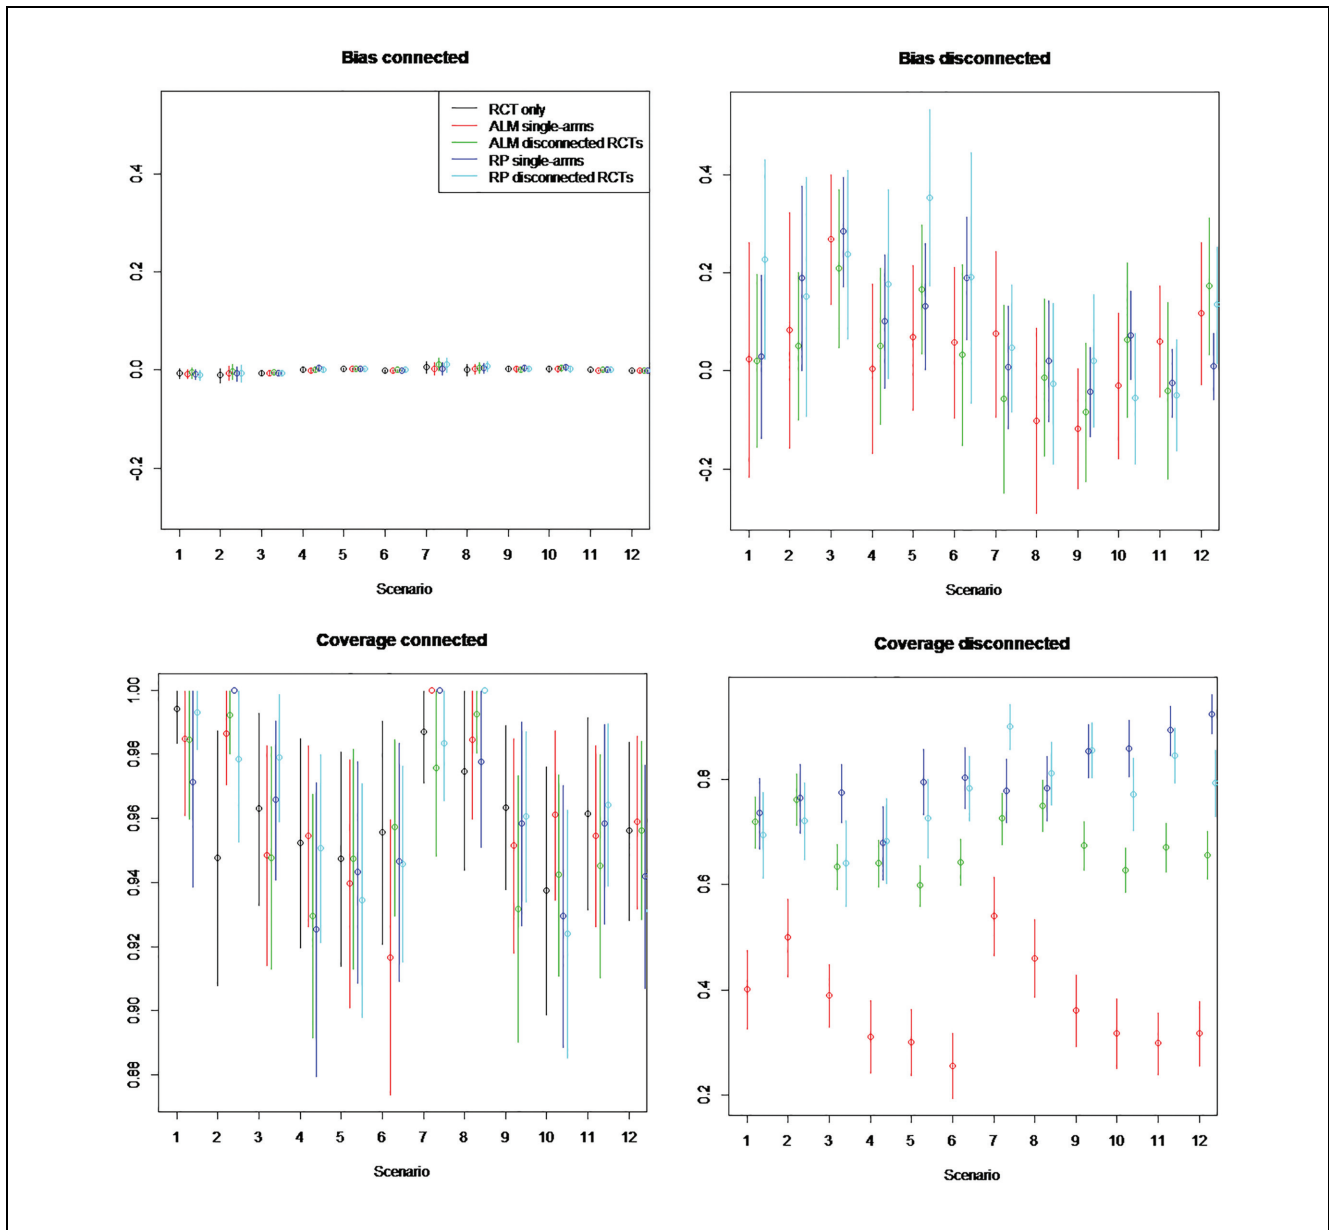 Bias connected
RCT only
ALM single-arms
ALM disconnected RCTs
RP single-arms
RP disconnected RCTs
0.4
0.2
0.0
-0.2
1 2 3 4 5 6 7 8 9 10 11 12
Scenario
Bias disconnected
0.4
0.2
0.0
-0.2
1 2 3 4 5 6 7 8 9 10 11 12
Scenario
Coverage connected
1.00
0.98
0.96
0.94
0.92
0.90
0.88
1 2 3 4 5 6 7 8 9 10 11 12
Scenario
Coverage disconnected
0.8
0.6
0.4
0.2
1 2 3 4 5 6 7 8 9 10 11 12
Scenario